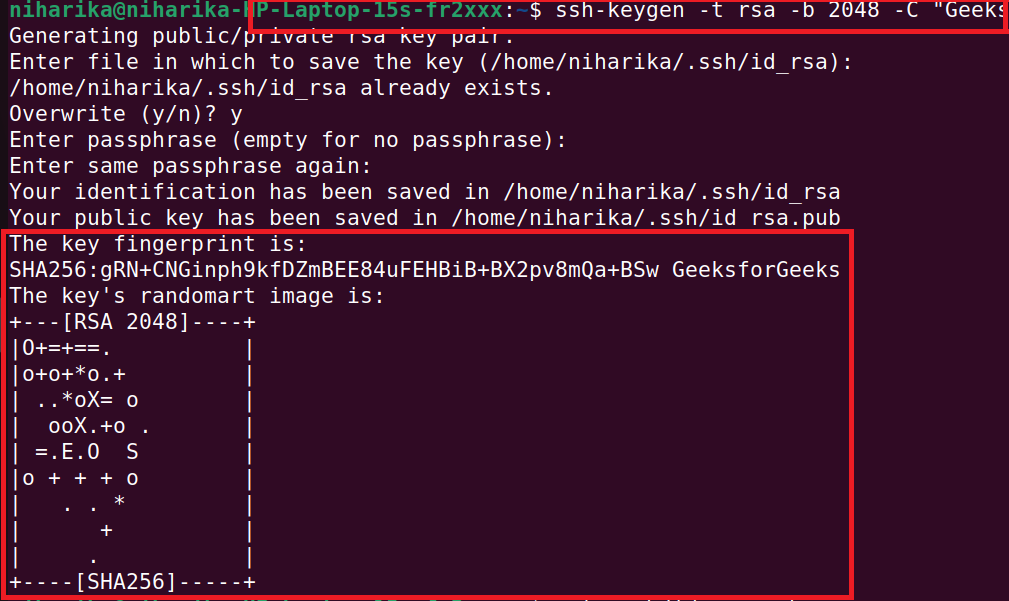 niharika@niharika-HP-Laptop-15s-fr2xxx:~$ ssh-keygen -t rsa -b 2048 -C "Geeks
Generating public/private rsa key pair.
Enter file in which to save the key (/home/niharika/.ssh/id_rsa):
/home/niharika/.ssh/id_rsa already exists.
Overwrite (y/n)? y
Enter passphrase (empty for no passphrase):
Enter same passphrase again:
Your identification has been saved in /home/niharika/.ssh/id_rsa
Your public key has been saved in /home/niharika/.ssh/id_rsa.pub
The key fingerprint is:
SHA256:gRN+CNGinph9kfDZmBEE84uFEHBiB+BX2pv8mQa+BSw GeeksforGeeks
The key's randomart image is:
+---[RSA 2048]----+
|O+=+==.          |
|o+o+*o.+         |
| ..*oX= o        |
|  ooX.+o .       |
| =.E.O  S        |
|o + + + o        |
|   . . *         |
|      +          |
|     .           |
+----[SHA256]-----+